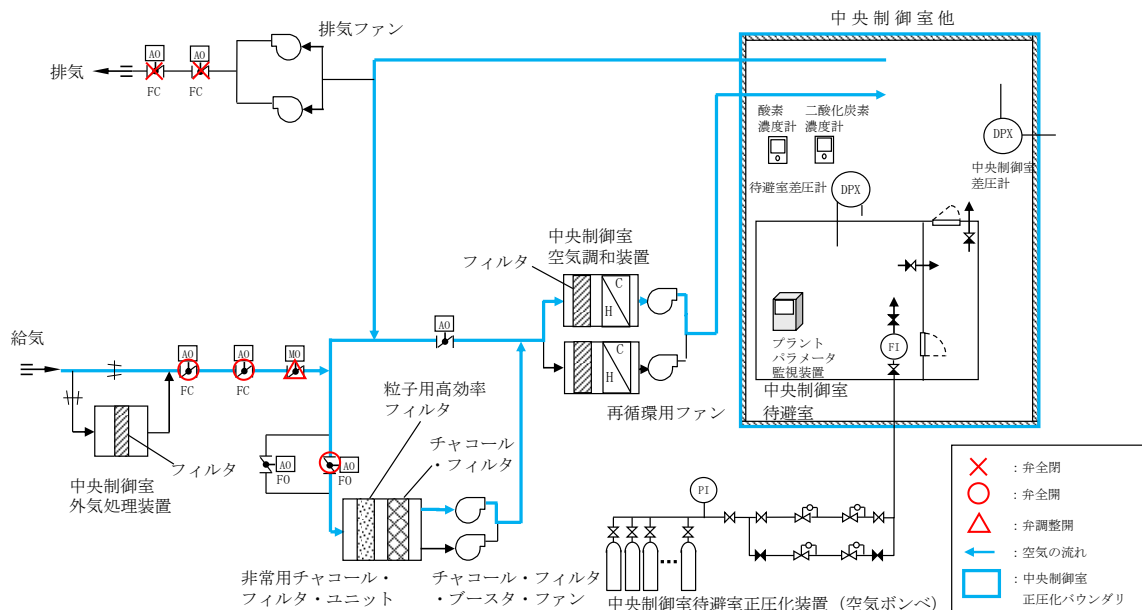 中央制御室他
排気ファン
排気
AO
AO
FC
FC
酸素
濃度計
二酸化炭素
濃度計
DPX
中央制御室
差圧計
待避室差圧計
DPX
中央制御室
空気調和装置
フィルタ
C
H
C
H
再循環用ファン
AO
給気
AO
AO
MO
FC
FC
フィルタ
中央制御室
外気処理装置
粒子用高効率
フィルタ
チャコール
・フィルタ
AO
FO
AO
FO
非常用チャコール・
フィルタ・ユニット
チャコール・フィルタ
・ブースタ・ファン
プラント
パラメータ
監視装置
FI
中央制御室
待避室
PI
中央制御室待避室正圧化装置（空気ボンベ）
：弁全閉
：弁全開
：弁調整開
：空気の流れ
：中央制御室
正圧化バウンダリ